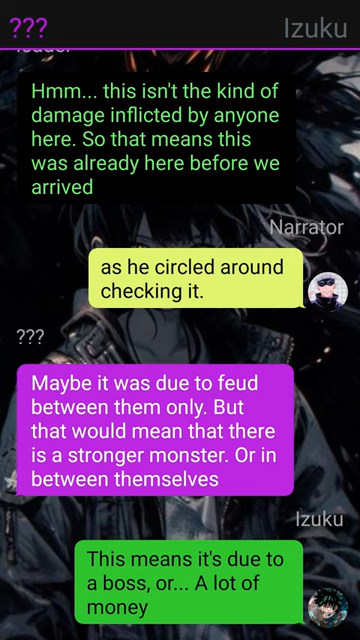 ??? Izuku
Hmm... this isn't the kind of
damage inflicted by anyone
here. So that means this
was already here before we
arrived
Narrator
as he circled around
checking it.
???
Maybe it was due to feud
between them only. But
that would mean that there
is a stronger monster. Or in
between themselves
Izuku
This means it's due to
a boss, or... A lot of
money